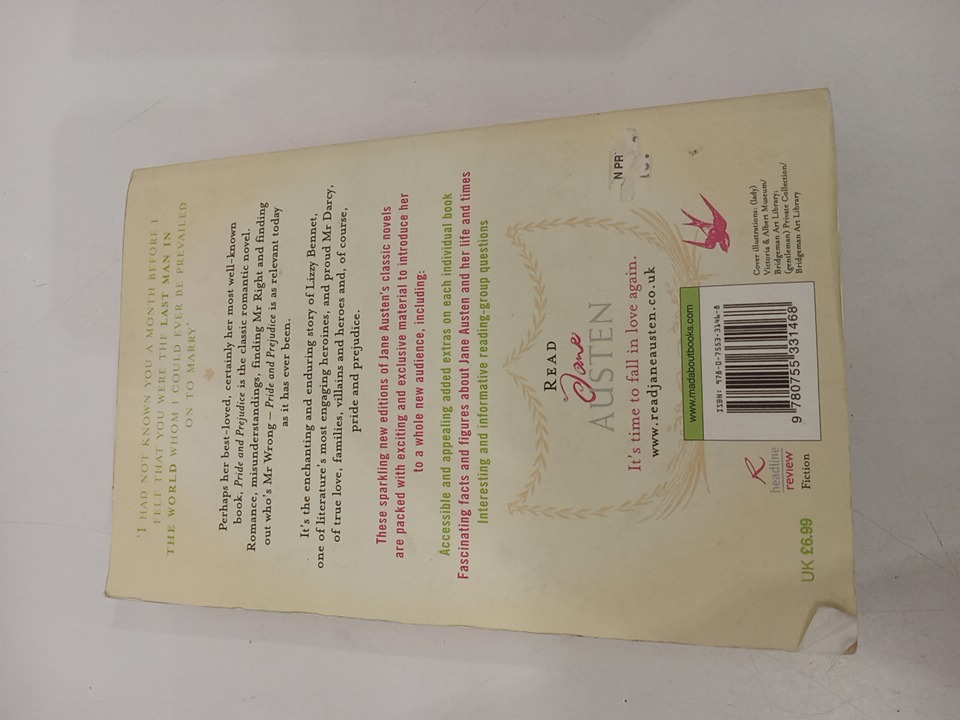 'I HAD NOT KNOWN YOU A MONTH BEFORE I
FELT THAT YOU WERE THE LAST MAN IN
THE WORLD WHOM I COULD EVER BE PREVAILED
ON TO MARRY'
Perhaps her best-loved, certainly her most well-known
book, Pride and Prejudice is the classic romantic novel.
Romance, misunderstandings, finding Mr Right and finding
out who's Mr Wrong – Pride and Prejudice is as relevant today
as it has ever been.
It's the enchanting and enduring story of Lizzy Bennet,
one of literature's most engaging heroines, and proud Mr Darcy,
of true love, families, villains and heroes and, of course,
pride and prejudice.
These sparkling new editions of Jane Austen's classic novels
are packed with exciting and exclusive material to introduce her
to a whole new audience, including:
Accessible and appealing added extras on each individual book
Fascinating facts and figures about Jane Austen and her life and times
Interesting and informative reading-group questions
READ
Jane
AUSTEN
It's time to fall in love again.
www.readjaneausten.co.uk
N PR
www.madaboutbooks.com
ISBN: 978-0-7553-3146-8
9 780755 331468
Cover illustrations: (lady)
Victoria & Albert Museum/
Bridgeman Art Library;
(gentleman) Private Collection/
Bridgeman Art Library
headline
review
Fiction
UK £6.99